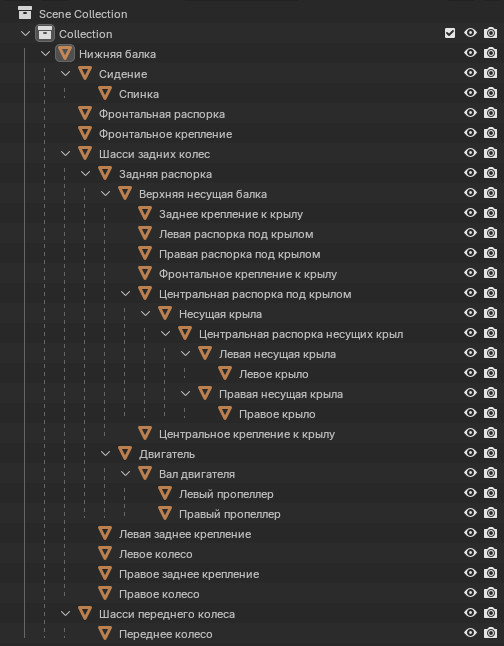 Scene Collection
Collection
Нижняя балка
Сидение
Спинка
Фронтальная распорка
Фронтальное крепление
Шасси задних колес
Задняя распорка
Верхняя несущая балка
Заднее крепление к крылу
Левая распорка под крылом
Правая распорка под крылом
Фронтальное крепление к крылу
Центральная распорка под крылом
Несущая крыла
Центральная распорка несущих крыл
Левая несущая крыла
Левое крыло
Правая несущая крыла
Правое крыло
Центральное крепление к крылу
Двигатель
Вал двигателя
Левый пропеллер
Правый пропеллер
Левая заднее крепление
Левое колесо
Правое заднее крепление
Правое колесо
Шасси переднего колеса
Переднее колесо